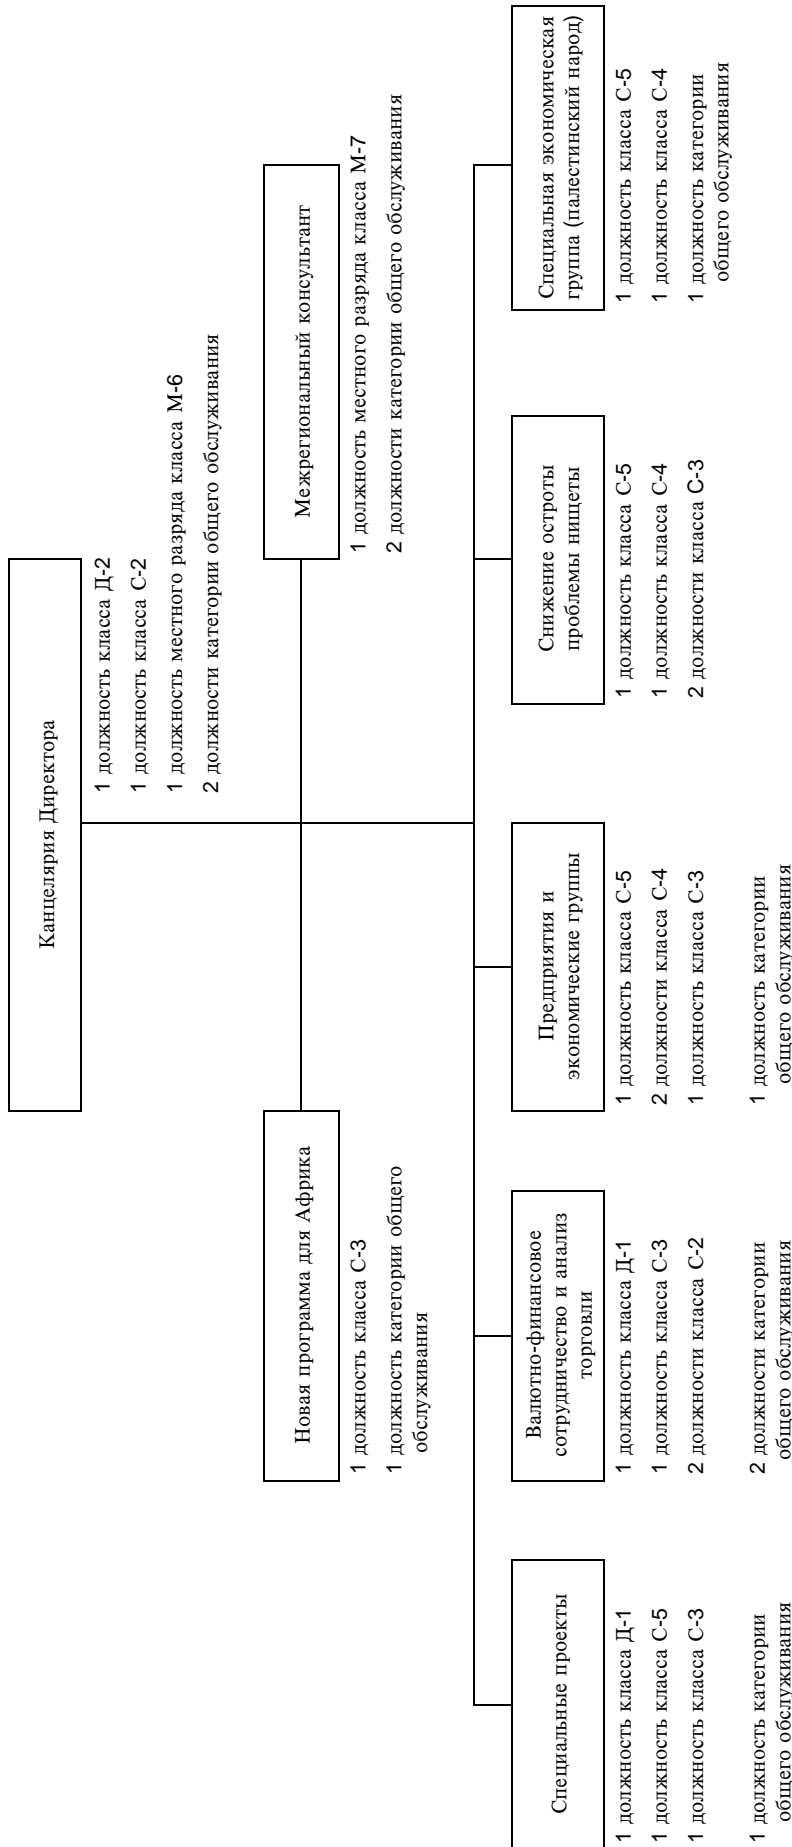 Канцелярия Директора
1 должность класса Д-2
1 должность класса С-2
1 должность местного разряда класса М-6
2 должности категории общего обслуживания
Новая программа для Африка
1 должность класса С-3
1 должность категории общего
обслуживания
Межрегиональный консультант
1 должность местного разряда класса М-7
2 должности категории общего обслуживания
Специальные проекты
1 должность класса Д-1
1 должность класса С-5
1 должность класса С-3
1 должность категории
общего обслуживания
Валютно-финансовое
сотрудничество и анализ
торговли
1 должность класса Д-1
1 должность класса С-3
2 должности класса С-2
2 должности категории
общего обслуживания
Предприятия и
экономические группы
1 должность класса С-5
2 должности класса С-4
1 должность класса С-3
1 должность категории
общего обслуживания
Снижение остроты
проблемы нищеты
1 должность класса С-5
1 должность класса С-4
2 должности класса С-3
Специальная экономическая
группа (палестинский народ)
1 должность класса С-5
1 должность класса С-4
1 должность категории
общего обслуживания